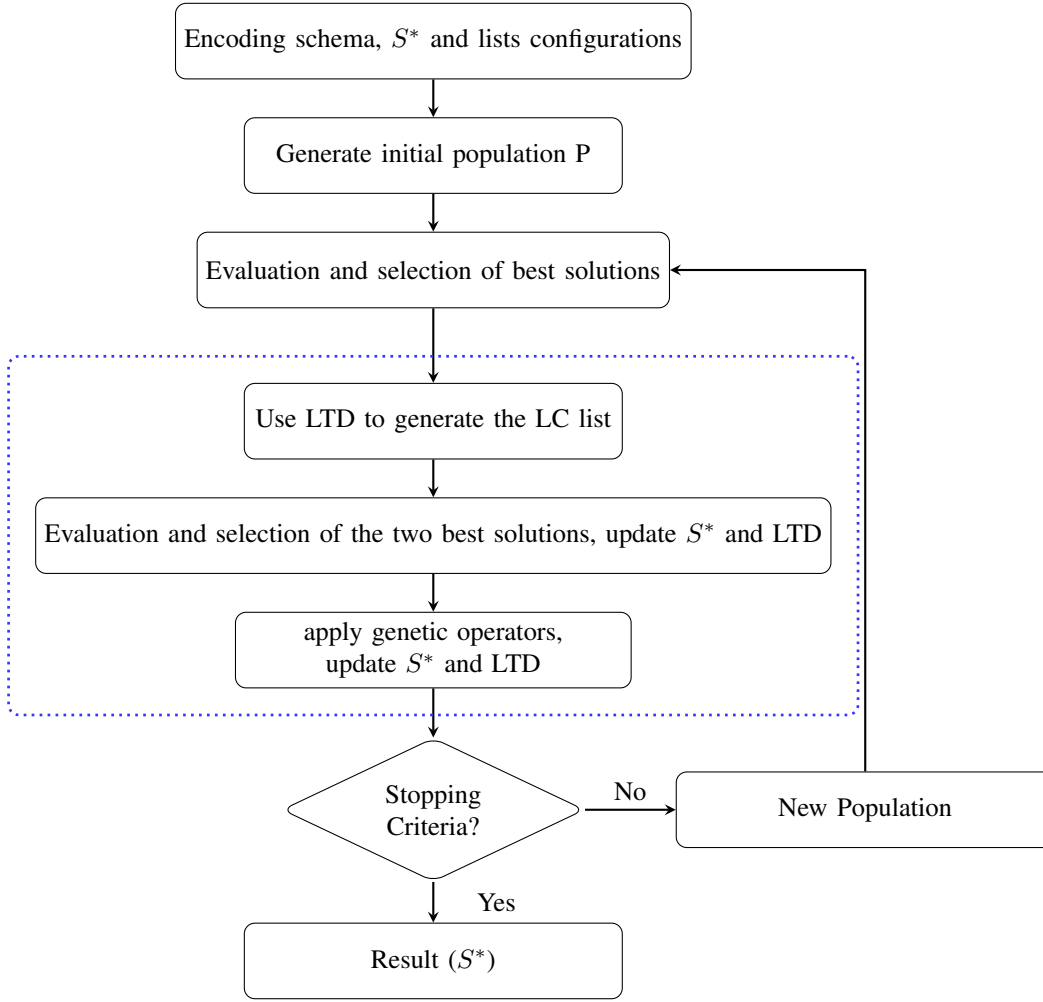 Encoding schema, $S^*$ and lists configurations
Generate initial population P
Evaluation and selection of best solutions
Use LTD to generate the LC list
Evaluation and selection of the two best solutions, update $S^*$ and LTD
apply genetic operators,
update $S^*$ and LTD
Stopping
Criteria?
No
New Population
Yes
Result ($S^*$)